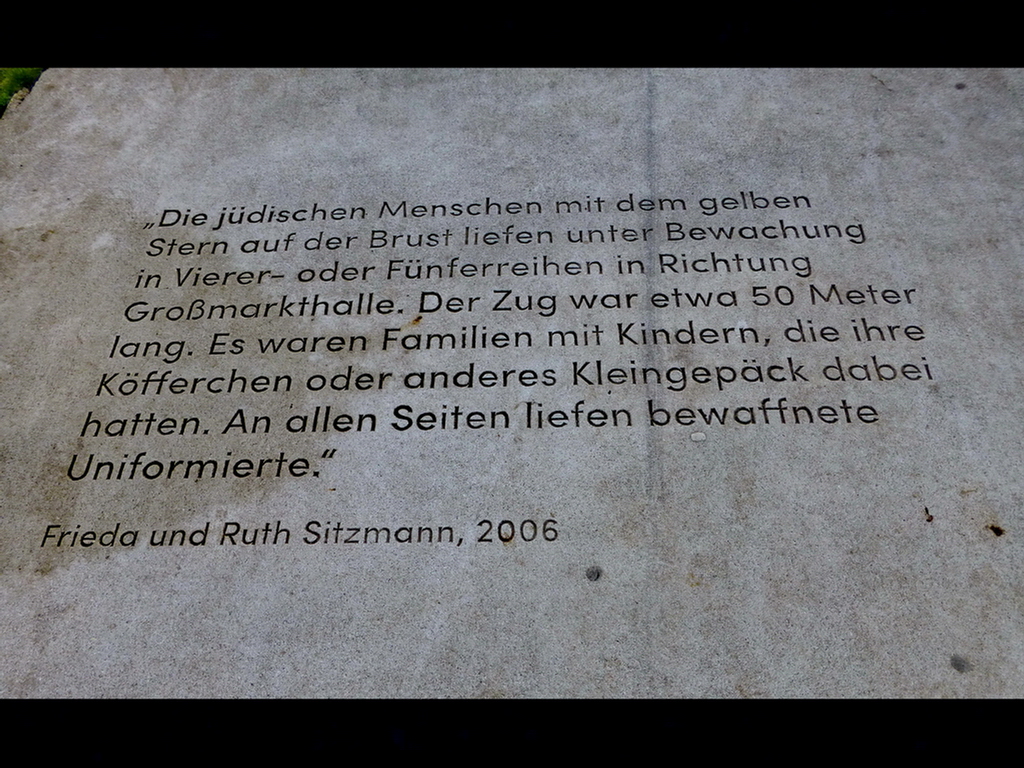 „Die jüdischen Menschen mit dem gelben
Stern auf der Brust liefen unter Bewachung
in Vierer- oder Fünferreihen in Richtung
Großmarkthalle. Der Zug war etwa 50 Meter
lang. Es waren Familien mit Kindern, die ihre
Köfferchen oder anderes Kleingepäck dabei
hatten. An allen Seiten liefen bewaffnete
Uniformierte.“
Frieda und Ruth Sitzmann, 2006